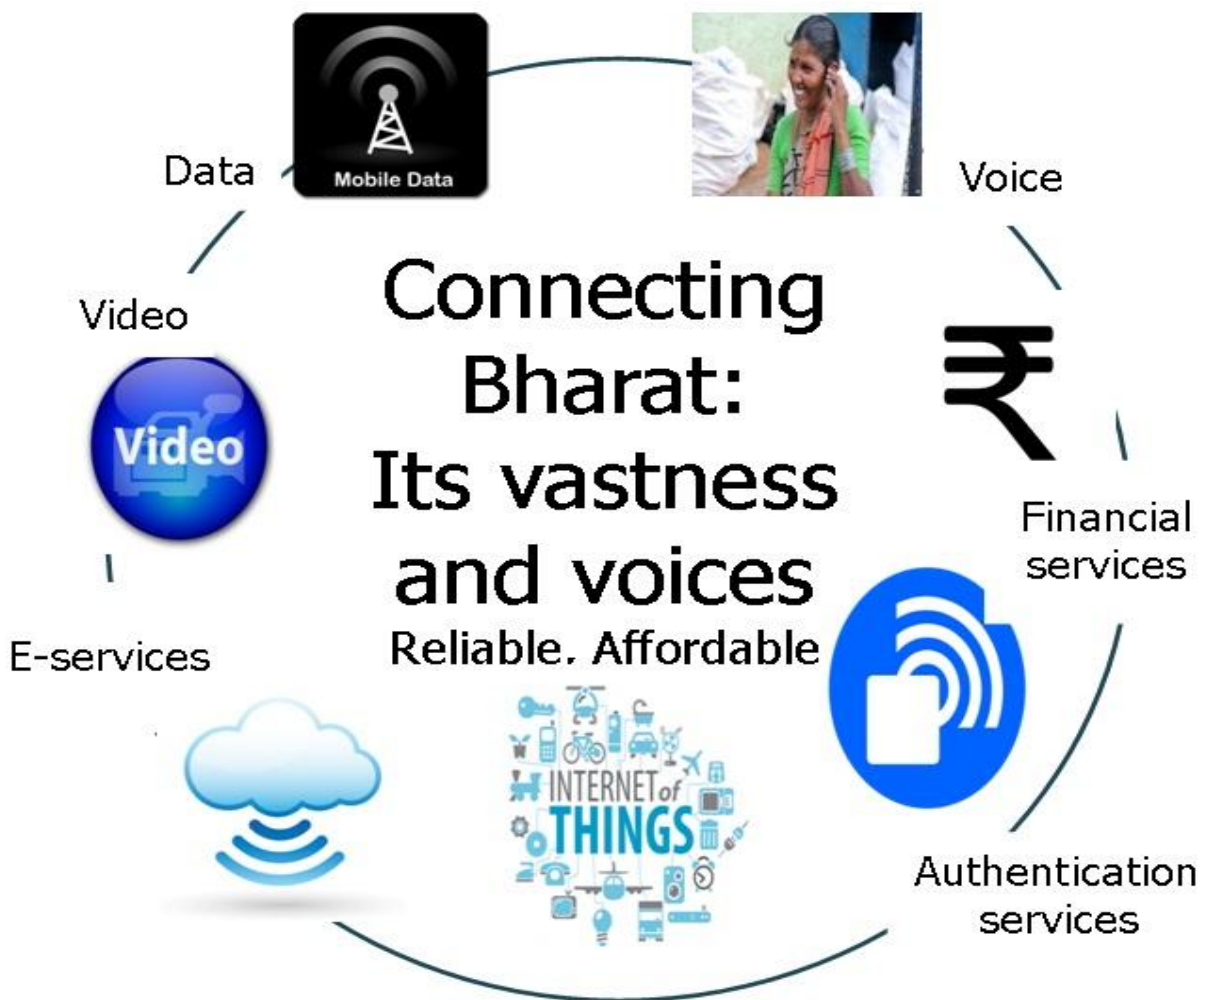 Mobile Data
Data
Voice
Video
Video
Connecting
Bharat:
Its vastness
and voices
Reliable. Affordable
₹
Financial
services
E-services
INTERNET of
THINGS
Authentication
services